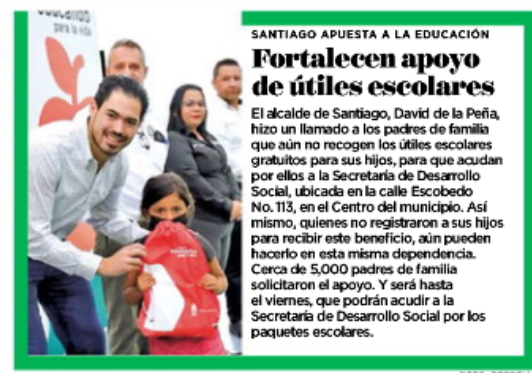 para la vida
SANTIAGO APUESTA A LA EDUCACIÓN
Fortalecen apoyo
de útiles escolares
El alcalde de Santiago, David de la Peña,
hizo un llamado a los padres de familia
que aún no recogen los útiles escolares
gratuitos para sus hijos, para que acudan
por ellos a la Secretaría de Desarrollo
Social, ubicada en la calle Escobedo
No. 113, en el Centro del municipio. Así
mismo, quienes no registraron a sus hijos
para recibir este beneficio, aún pueden
hacerlo en esta misma dependencia.
Cerca de 5,000 padres de familia
solicitaron el apoyo. Y será hasta
el viernes, que podrán acudir a la
Secretaría de Desarrollo Social por los
paquetes escolares.